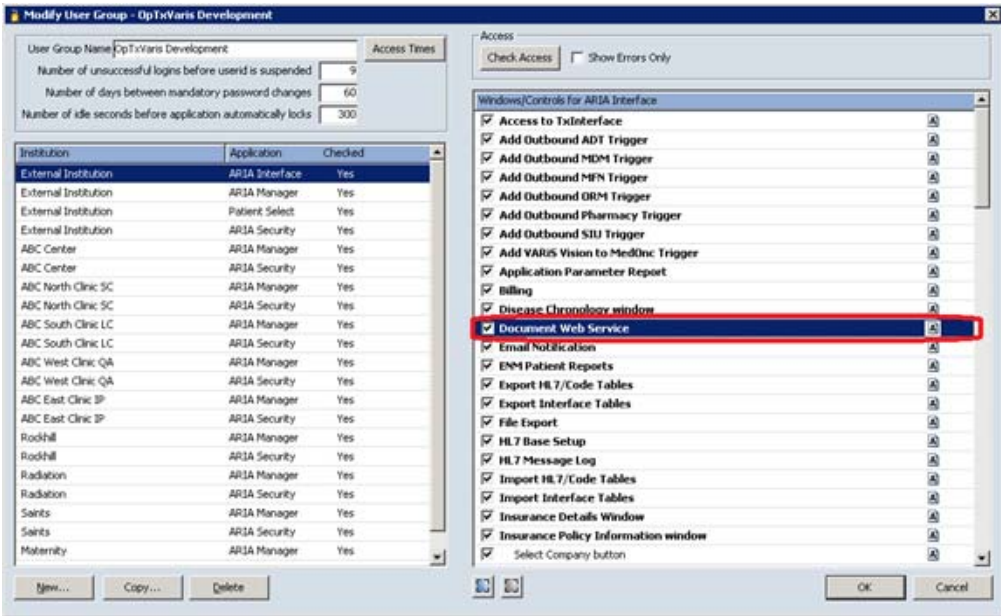 Modify User Group - OpTxVaris Development
User Group Name OpTxVaris Development
Access Times
Number of unsuccessful logins before userid is suspended 9
Number of days between mandatory password changes 60
Number of idle seconds before application automatically locks 300
Institution Application Checked
External Institution ARIA Interface Yes
External Institution ARIA Manager Yes
External Institution Patient Select Yes
External Institution ARIA Security Yes
ABC Center ARIA Manager Yes
ABC Center ARIA Security Yes
ABC North Clinic SC ARIA Manager Yes
ABC North Clinic SC ARIA Security Yes
ABC South Clinic LC ARIA Manager Yes
ABC South Clinic LC ARIA Security Yes
ABC West Clinic QA ARIA Manager Yes
ABC West Clinic QA ARIA Security Yes
ABC East Clinic IP ARIA Manager Yes
ABC East Clinic IP ARIA Security Yes
Rockhill ARIA Manager Yes
Rockhill ARIA Security Yes
Radiation ARIA Manager Yes
Radiation ARIA Security Yes
Saints ARIA Manager Yes
Saints ARIA Security Yes
Maternity ARIA Manager Yes
New... Copy... Delete
Access
Check Access Show Errors Only
Windows/Controls for ARIA Interface
Access to TxInterface
Add Outbound ADT Trigger
Add Outbound MDM Trigger
Add Outbound MFN Trigger
Add Outbound ORM Trigger
Add Outbound Pharmacy Trigger
Add Outbound SIU Trigger
Add VARiS Vision to MedOnc Trigger
Application Parameter Report
Billing
Disease Chronology window
Document Web Service
Email Notification
ENM Patient Reports
Export HL7/Code Tables
Export Interface Tables
File Export
HL7 Base Setup
HL7 Message Log
Import HL7/Code Tables
Import Interface Tables
Insurance Details Window
Insurance Policy Information window
Select Company button
OK Cancel